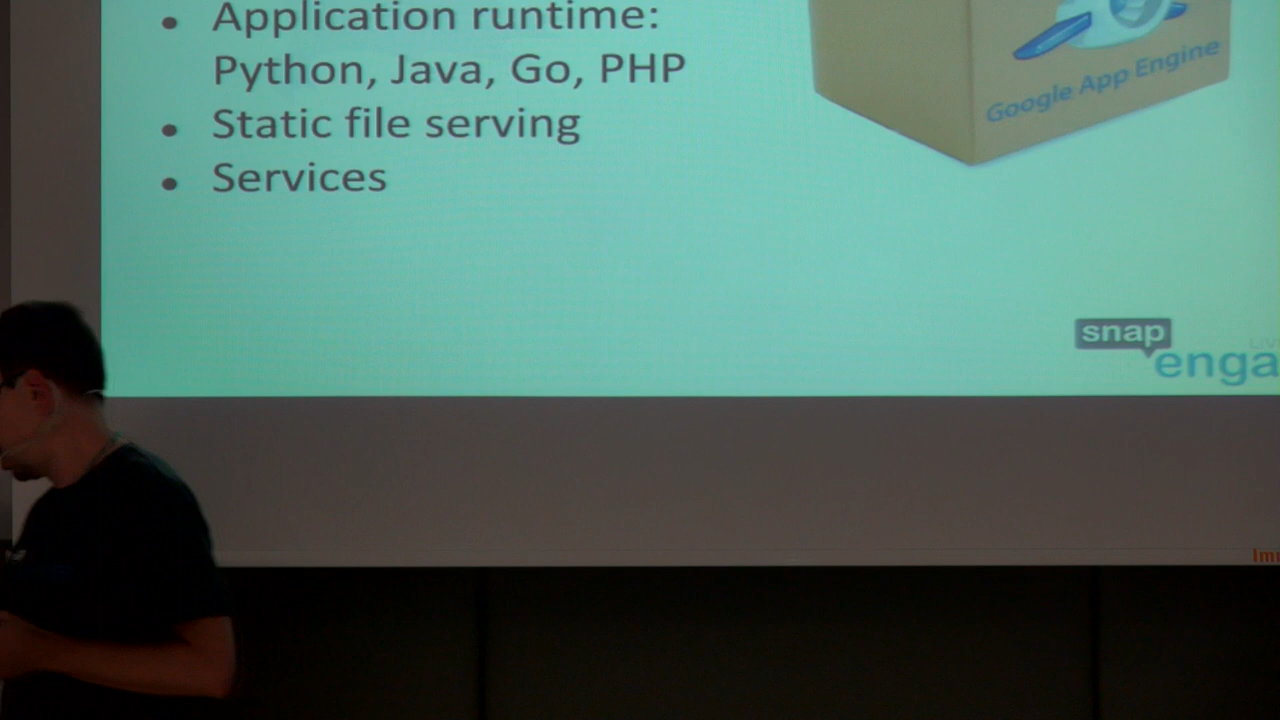 • Application runtime:
Python, Java, Go, PHP
• Static file serving
• Services
Google App Engine
snap
enga